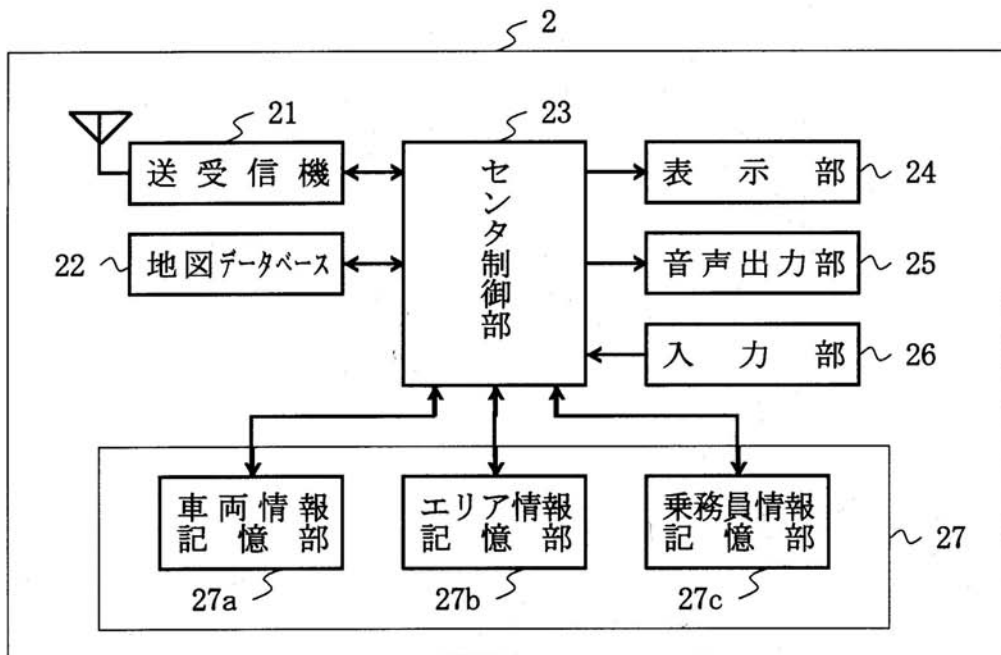 2
21
送受信機
22
地図データベース
23
センタ制御部
表示部
24
音声出力部
25
入力部
26
車両情報
記憶部
27a
エリア情報
記憶部
27b
乗務員情報
記憶部
27c
27